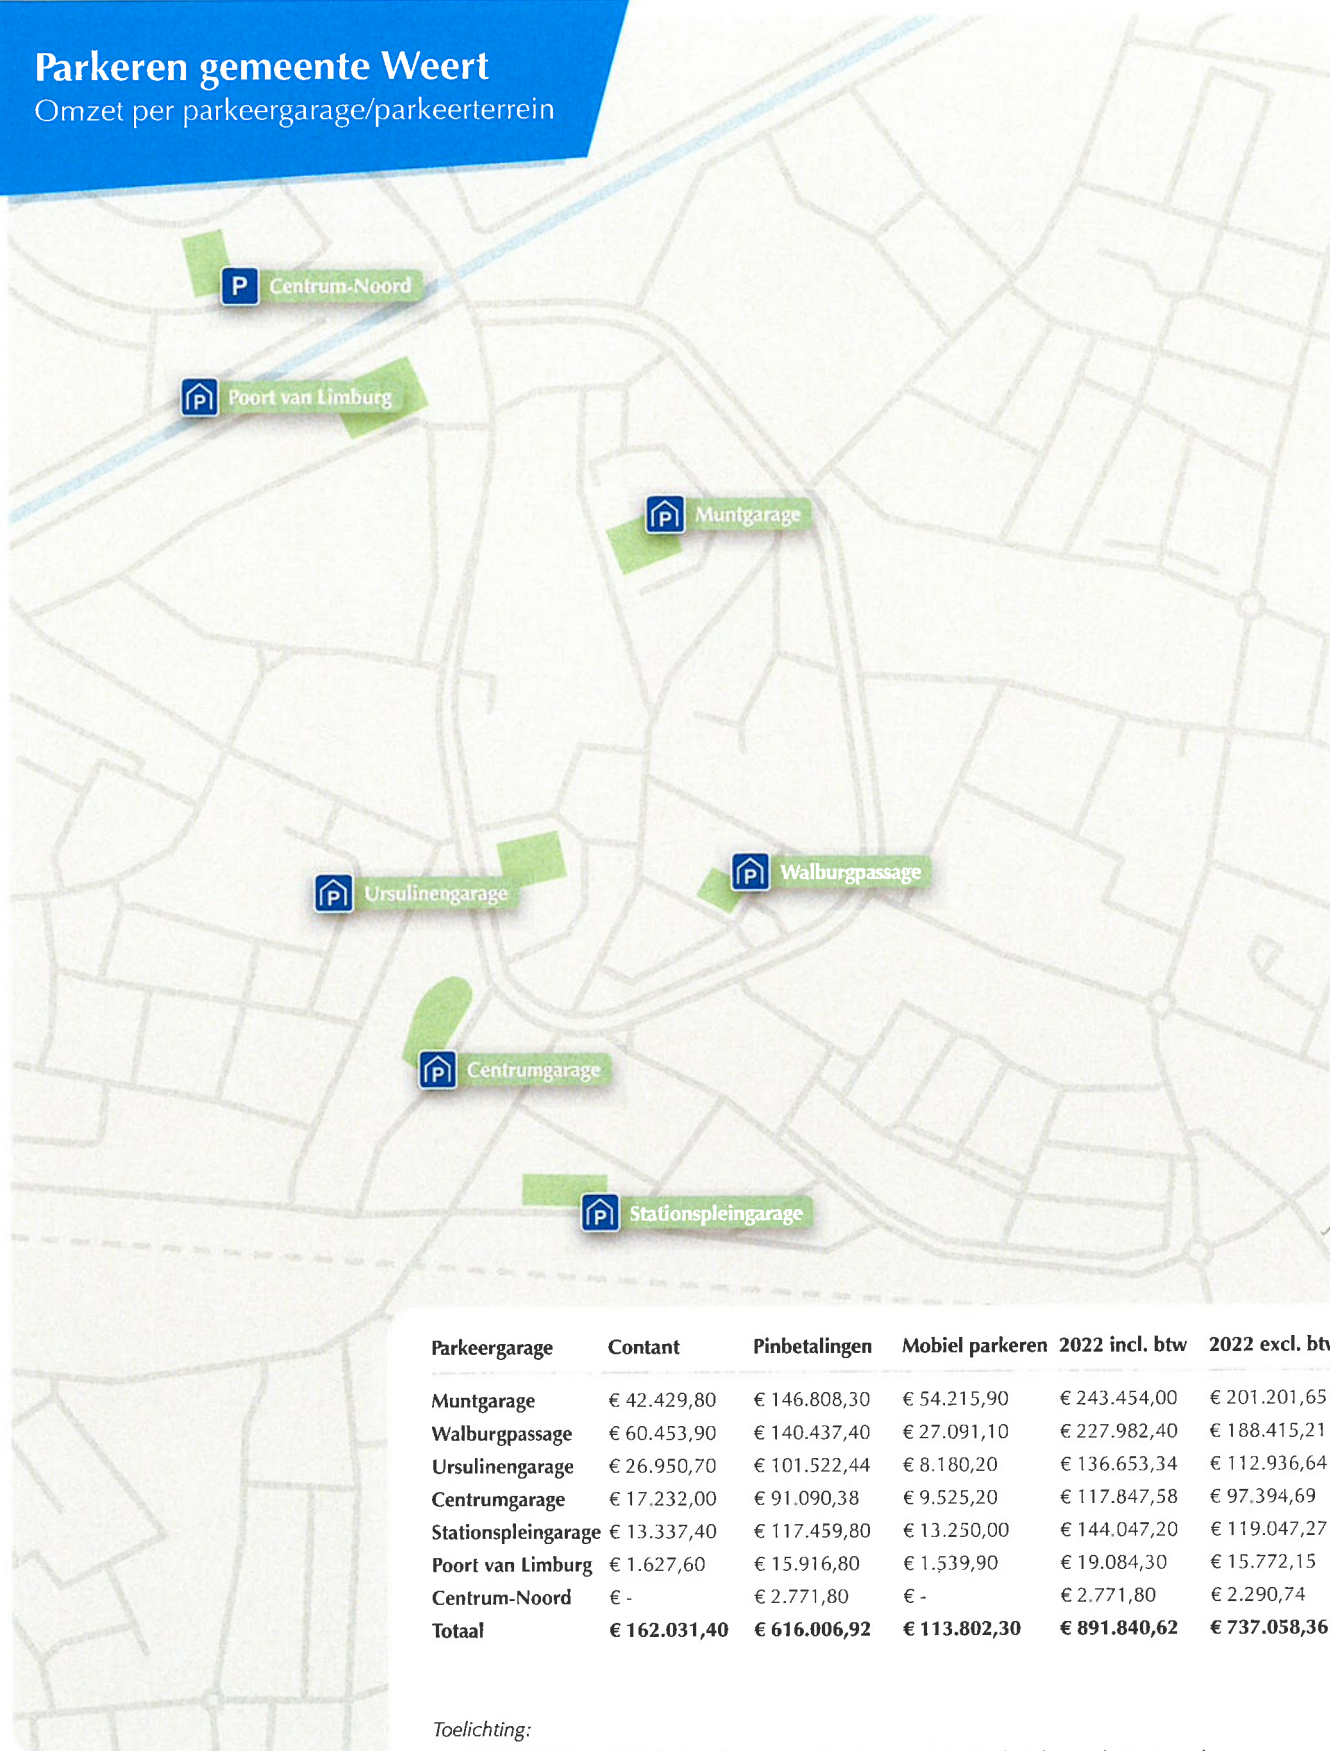 Parkeren gemeente Weert
Omzet per parkeergarage/parkeerterrein
P Centrum-Noord
P Poort van Limburg
P Muntgarage
P Walburgpassage
P Ursulinengarage
P Centrumgarage
P Stationspleingarage
Parkeergarage Contant Pinbetalingen Mobiel parkeren 2022 incl. btw 2022 excl. btw
Muntgarage € 42.429,80 € 146.808,30 € 54.215,90 € 243.454,00 € 201.201,65
Walburgpassage € 60.453,90 € 140.437,40 € 27.091,10 € 227.982,40 € 188.415,21
Ursulinengarage € 26.950,70 € 101.522,44 € 8.180,20 € 136.653,34 € 112.936,64
Centrumgarage € 17.232,00 € 91.090,38 € 9.525,20 € 117.847,58 € 97.394,69
Stationspleingarage € 13.337,40 € 117.459,80 € 13.250,00 € 144.047,20 € 119.047,27
Poort van Limburg € 1.627,60 € 15.916,80 € 1.539,90 € 19.084,30 € 15.772,15
Centrum-Noord € - € 2.771,80 € - € 2.771,80 € 2.290,74
Totaal € 162.031,40 € 616.006,92 € 113.802,30 € 891.840,62 € 737.058,36
Toelichting: